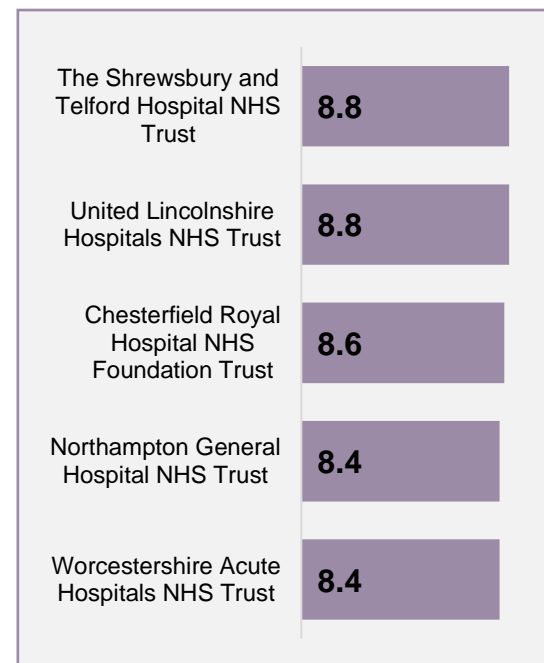 The Shrewsbury and
Telford Hospital NHS
Trust
8.8
United Lincolnshire
Hospitals NHS Trust
8.8
Chesterfield Royal
Hospital NHS
Foundation Trust
8.6
Northampton General
Hospital NHS Trust
8.4
Worcestershire Acute
Hospitals NHS Trust
8.4